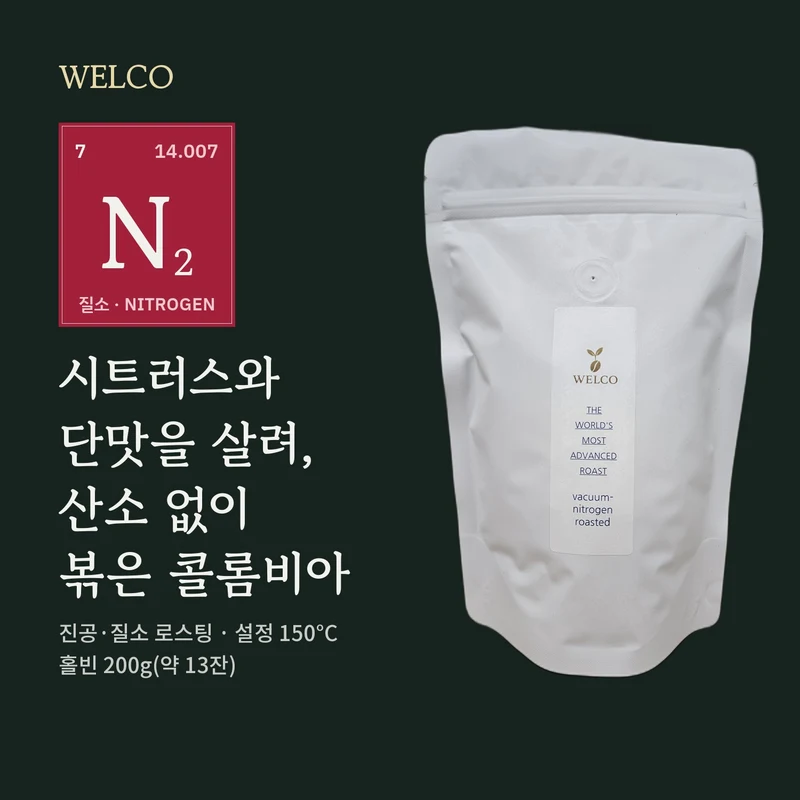 WELCO
7 14.007
N2
질소 · NITROGEN
시트러스와
단맛을 살려,
산소 없이
볶은 콜롬비아
진공·질소 로스팅 · 설정 150°C
홀빈 200g(약 13잔)
WELCO
THE
WORLD'S
MOST
ADVANCED
ROAST
vacuum-
nitrogen
roasted